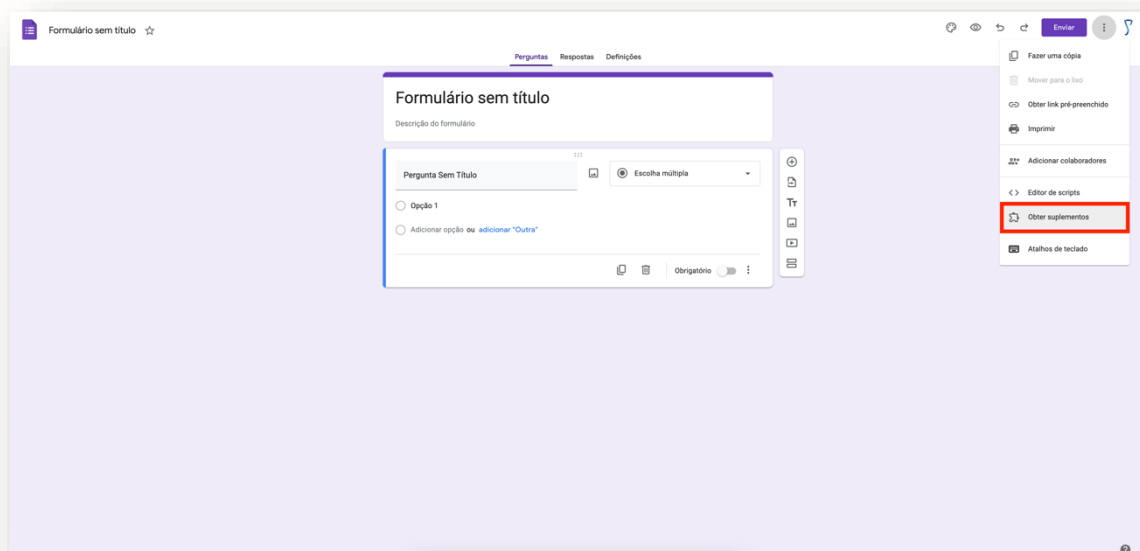 Formulário sem título
Enviar
Perguntas Respostas Definições
Fazer uma cópia
Mover para o lixo
Obter link pré-preenchido
Imprimir
Adicionar colaboradores
Editor de scripts
Obter suplementos
Atalhos de teclado
Formulário sem título
Descrição do formulário
Pergunta Sem Título
Escolha múltipla
Opção 1
Adicionar opção ou adicionar "Outra"
Obrigatório
Tт